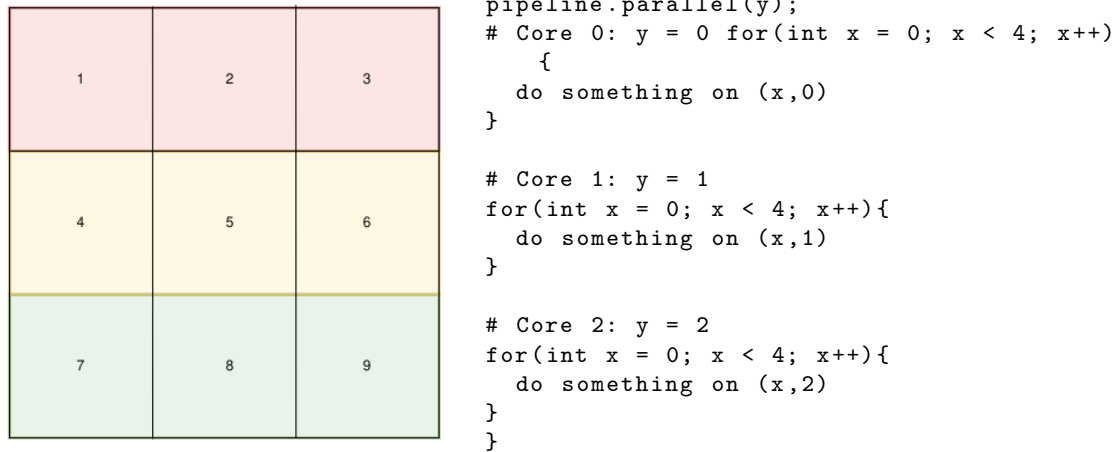 1 2 3
4 5 6
7 8 9
pipeline.parallel(y);
# Core 0: y = 0 for(int x = 0; x < 4; x++)
{
do something on (x,0)
}
# Core 1: y = 1
for(int x = 0; x < 4; x++){
do something on (x,1)
}
# Core 2: y = 2
for(int x = 0; x < 4; x++){
do something on (x,2)
}
}